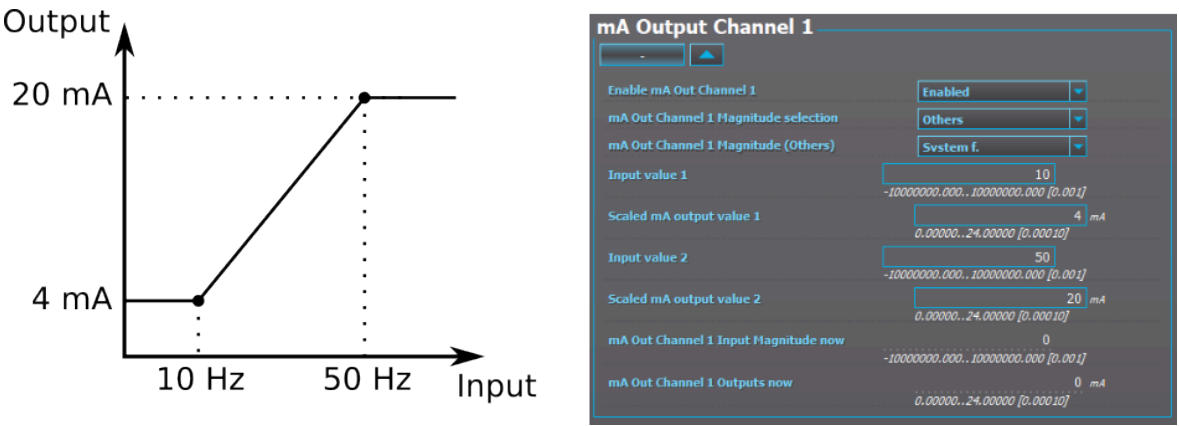 Output
20 mA
4 mA
10 Hz 50 Hz Input
mA Output Channel 1
-
Enable mA Out Channel 1 Enabled
mA Out Channel 1 Magnitude selection Others
mA Out Channel 1 Magnitude (Others) System f.
Input value 1 10
-10000000.000..10000000.000 [0.001]
Scaled mA output value 1 4 mA
0.00000..24.00000 [0.00010]
Input value 2 50
-10000000.000..10000000.000 [0.001]
Scaled mA output value 2 20 mA
0.00000..24.00000 [0.00010]
mA Out Channel 1 Input Magnitude now 0
-10000000.000..10000000.000 [0.001]
mA Out Channel 1 Outputs now 0 mA
0.00000..24.00000 [0.00010]